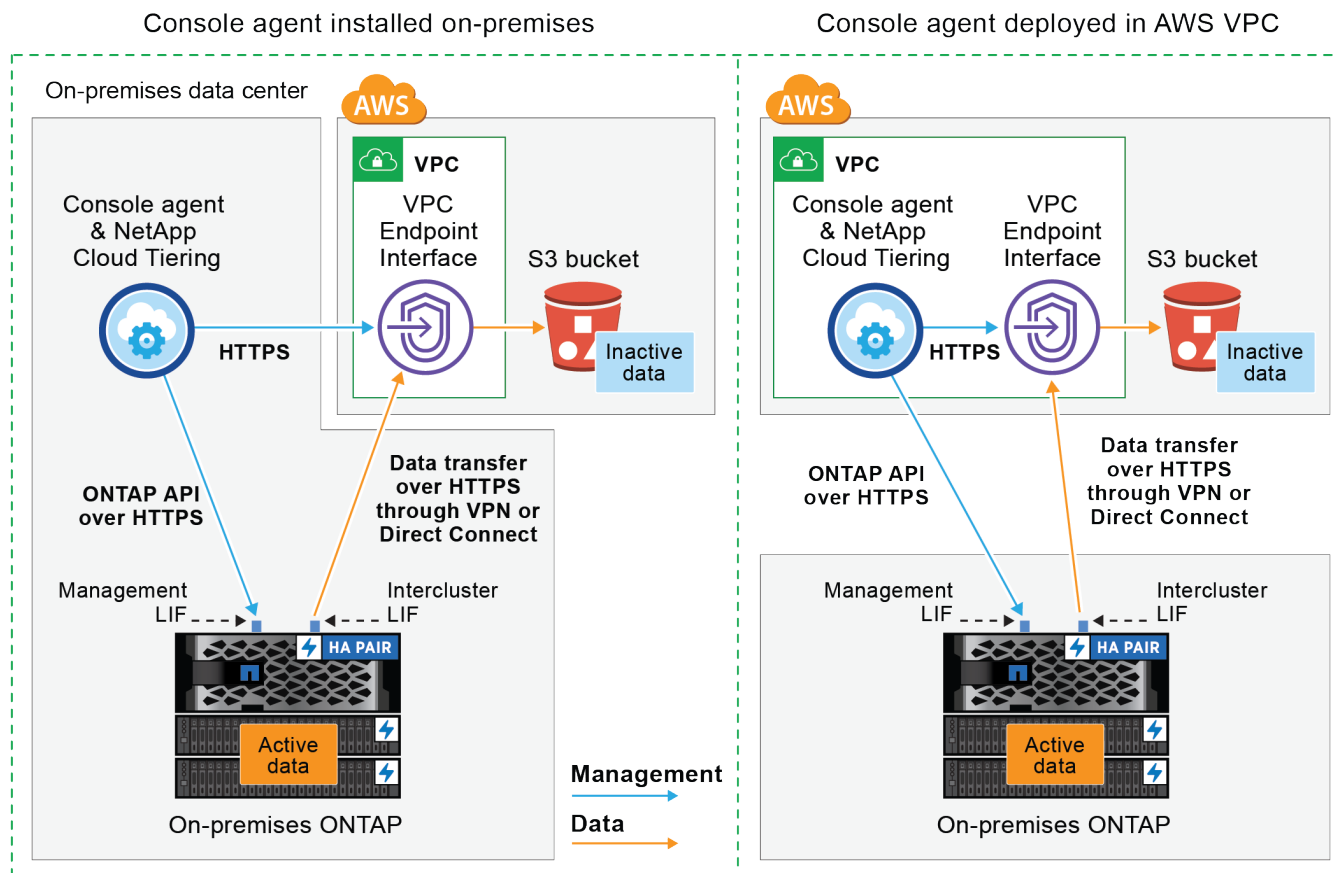 Console agent installed on-premises
On-premises data center
AWS
VPC
Console agent
& NetApp
Cloud Tiering
VPC
Endpoint
Interface
S3 bucket
HTTPS
Inactive
data
ONTAP API
over HTTPS
Data transfer
over HTTPS
through VPN or
Direct Connect
Management
LIF
Intercluster
LIF
HA PAIR
Active
data
On-premises ONTAP
Management
Data
Console agent deployed in AWS VPC
AWS
VPC
Console agent
& NetApp
Cloud Tiering
VPC
Endpoint
Interface
S3 bucket
HTTPS
Inactive
data
ONTAP API
over HTTPS
Data transfer
over HTTPS
through VPN or
Direct Connect
Management
LIF
Intercluster
LIF
HA PAIR
Active
data
On-premises ONTAP